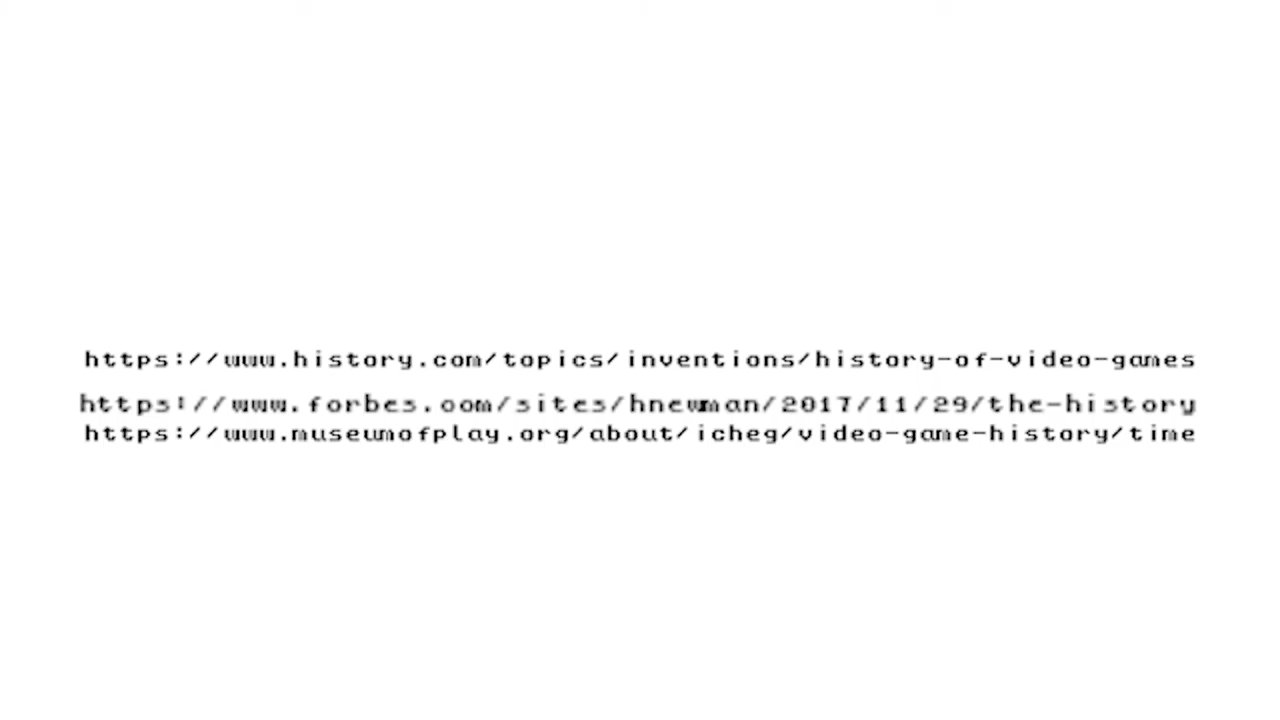 https://www.history.com/topics/inventions/history-of-video-games
https://www.forbes.com/sites/hnewman/2017/11/29/the-history
https://www.museumofplay.org/about/icheg/video-game-history/time